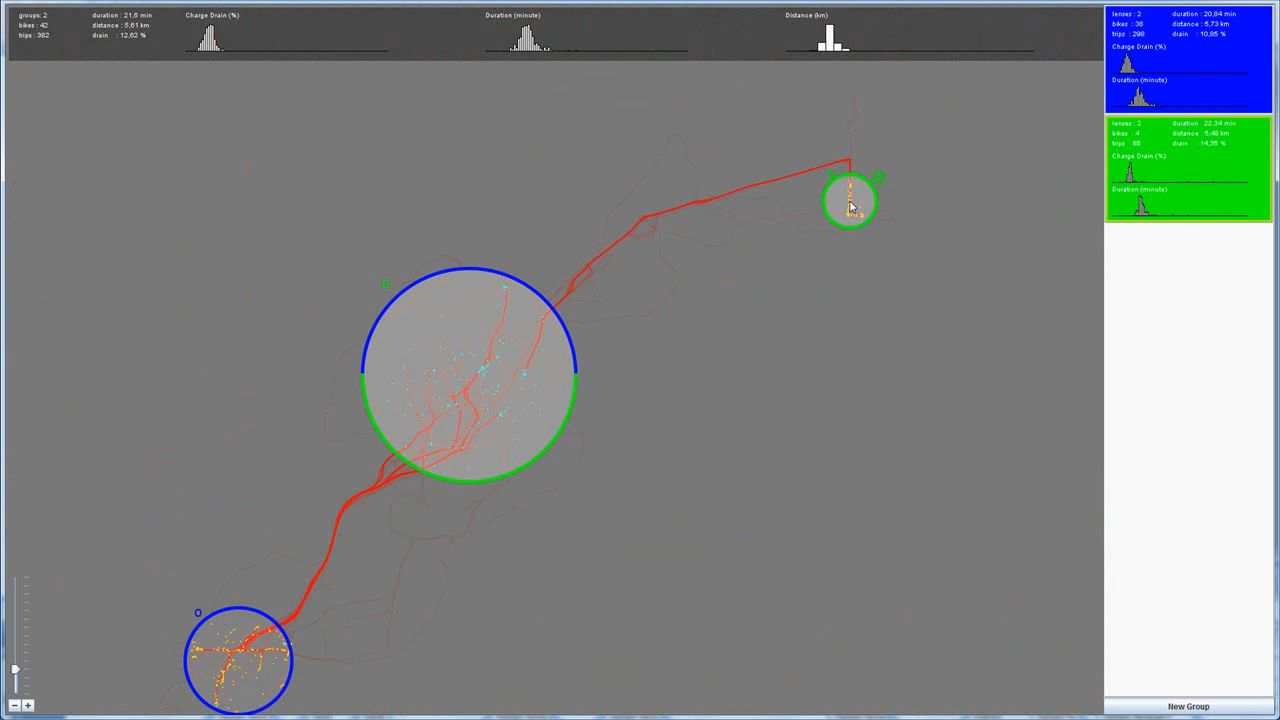 groups: 2 duration : 21,6 min
bikes : 42 distance : 5,61 km
trips : 382 drain : 12,62 %
Charge Drain (%)
Duration (minute)
Distance (km)
lenses : 2 duration : 20,84 min
bikes : 38 distance : 5,73 km
trips : 298 drain : 10,85 %
Charge Drain (%)
Duration (minute)
lenses : 2 duration : 22,34 min
bikes : 4 distance : 5,48 km
trips : 85 drain : 14,35 %
Charge Drain (%)
Duration (minute)
O
- +
New Group